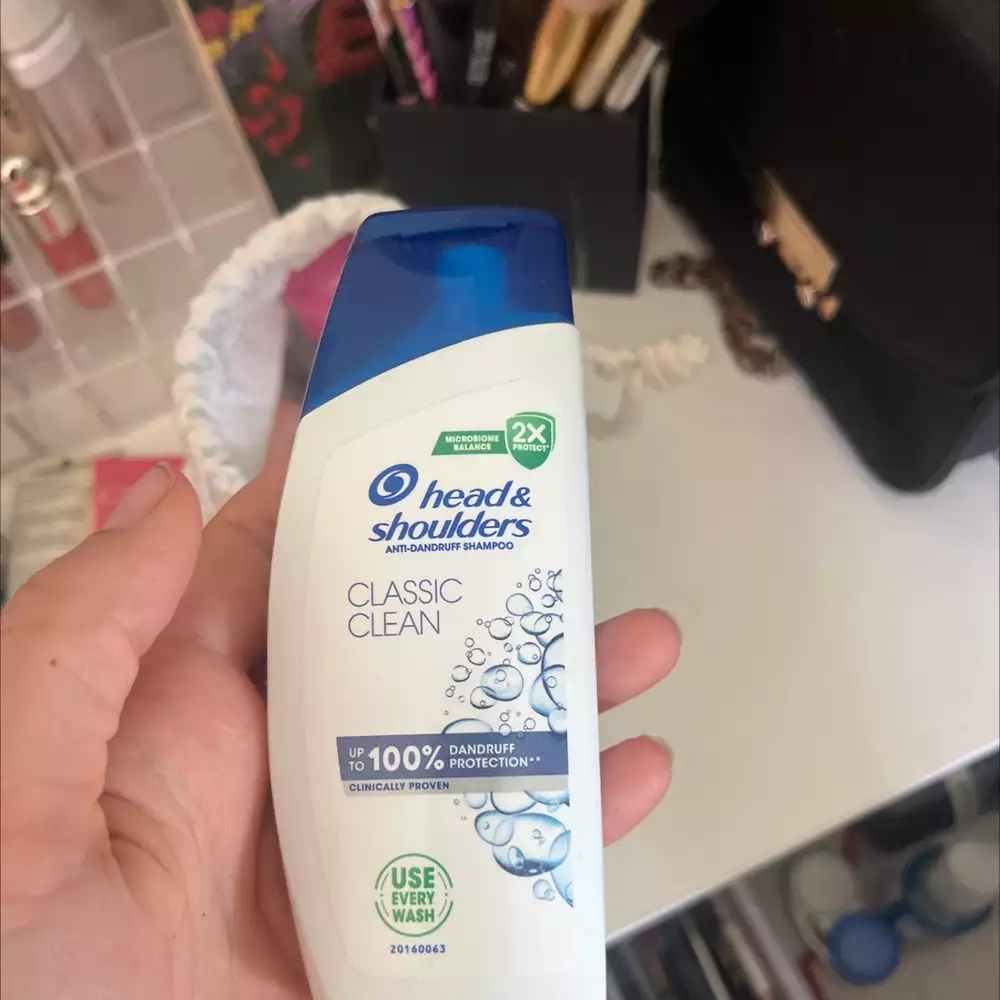 MICROBIOME
BALANCE
2X
PROTECT*
head &
shoulders
ANTI-DANDRUFF SHAMPOO
CLASSIC
CLEAN
UP TO 100% DANDRUFF PROTECTION**
CLINICALLY PROVEN
USE
EVERY
WASH
20160063